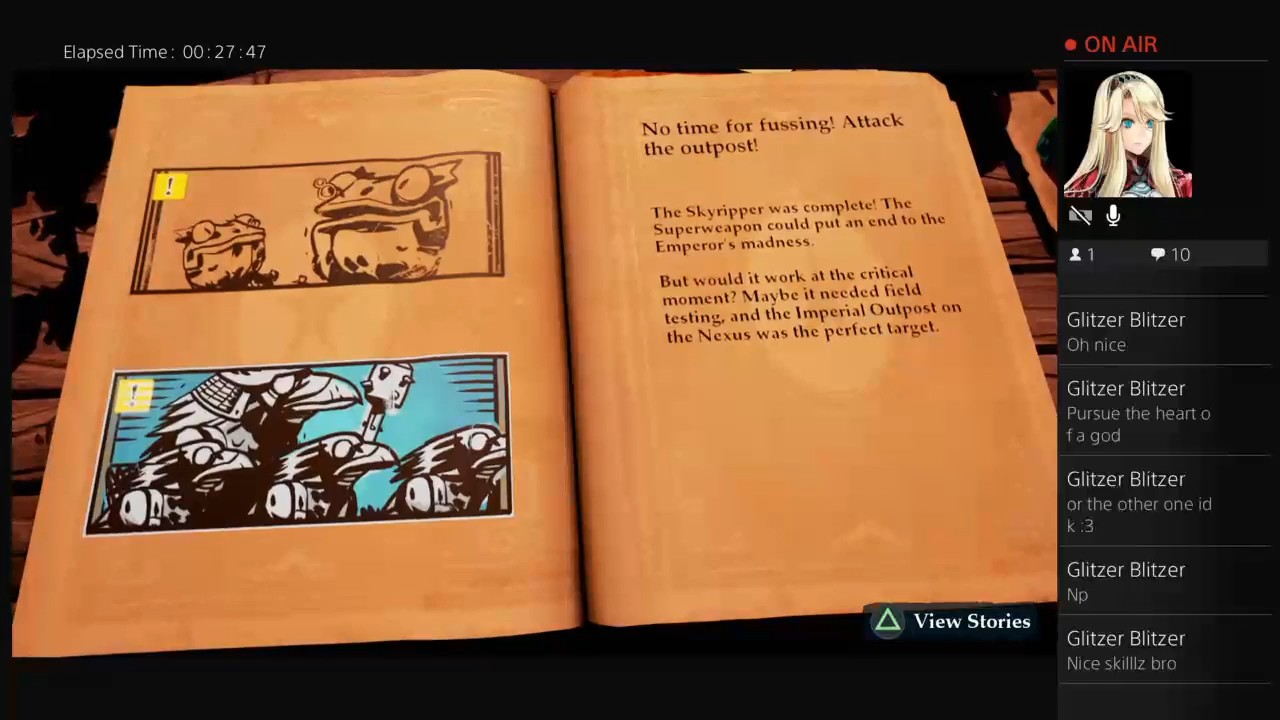 Elapsed Time: 00:27:47
ON AIR
!
!
No time for fussing! Attack
the outpost!
The Skyripper was complete! The
Superweapon could put an end to the
Emperor's madness.
But would it work at the critical
moment? Maybe it needed field
testing, and the Imperial Outpost on
the Nexus was the perfect target.
View Stories
1
10
Glitzer Blitzer
Oh nice
Glitzer Blitzer
Pursue the heart o
f a god
Glitzer Blitzer
or the other one id
k :3
Glitzer Blitzer
Np
Glitzer Blitzer
Nice skilllz bro